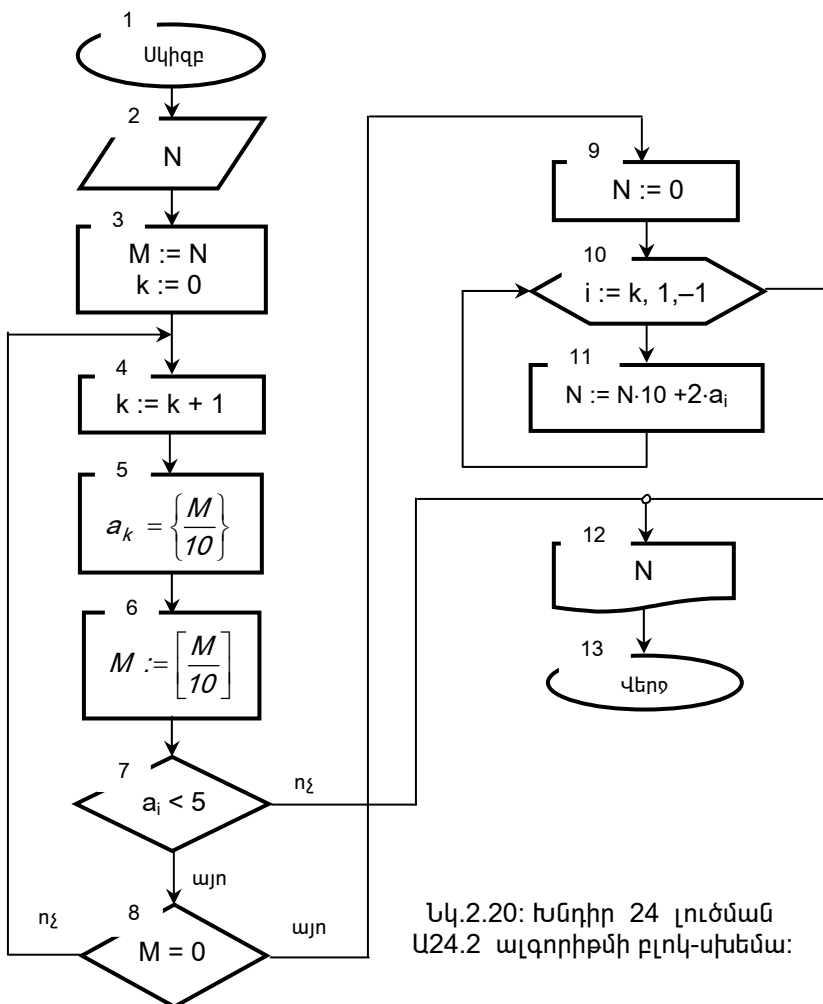 1
Սկիզբ
2
N
3
M := N
k := 0
4
k := k + 1
5
a_k = {M/10}
6
M := [M/10]
7
a_i < 5
ոչ
այո
8
M = 0
ոչ
այո
9
N := 0
10
i := k, 1,–1
11
N := N·10 +2·a_i
12
N
13
Վերջ
Նկ.2.20: Խնդիր 24 լուծման
Ա24.2 ալգորիթմի բլոկ-սխեմա: